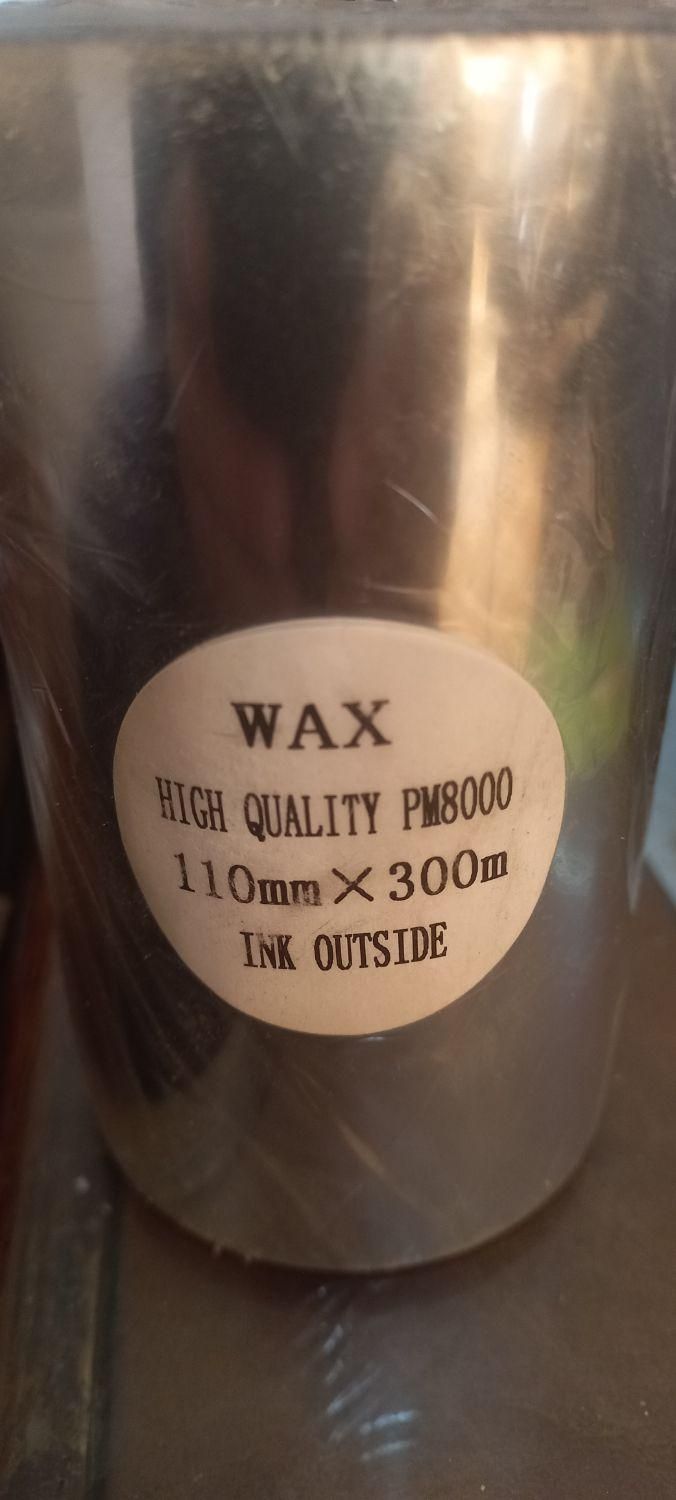 WAX
HIGH QUALITY PM8000
110mm×300m
INK OUTSIDE